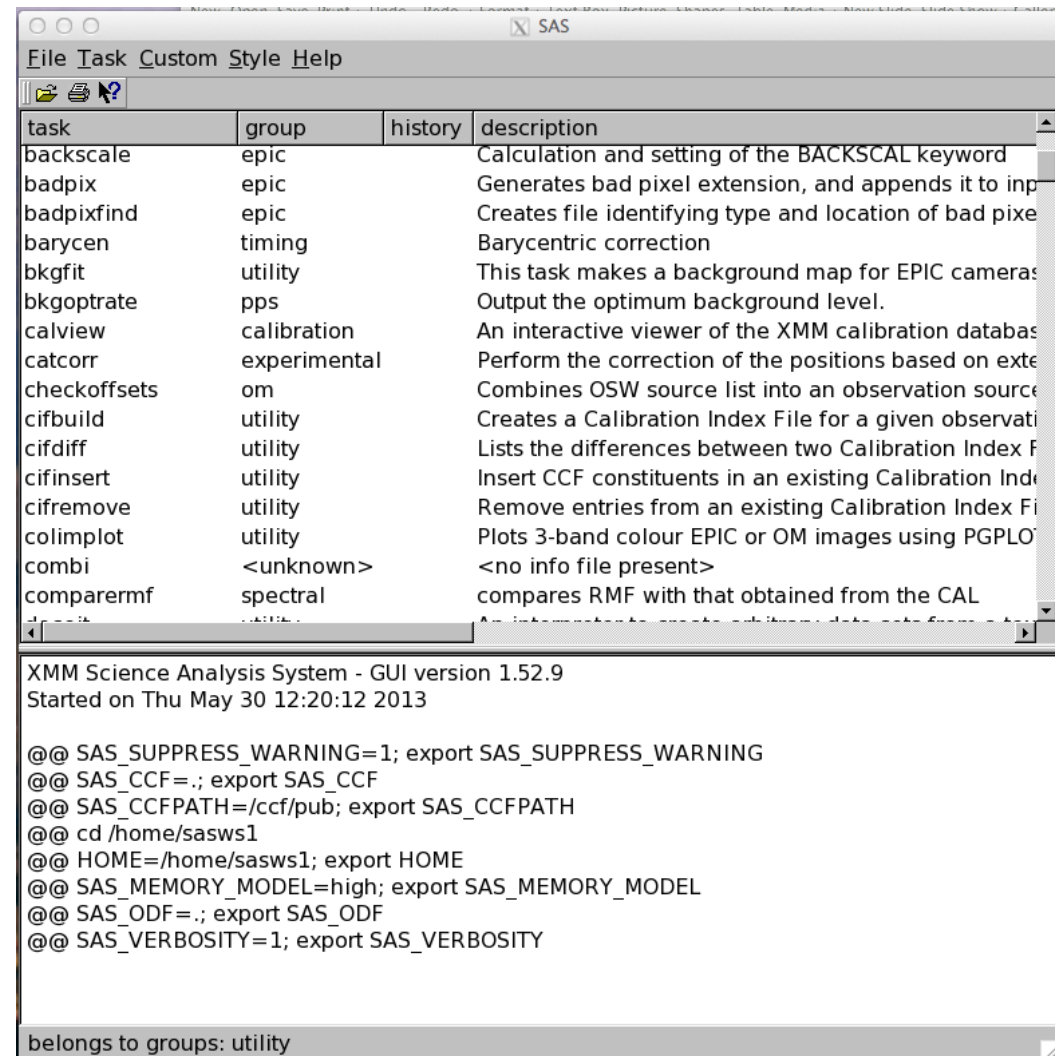 SAS
File Task Custom Style Help
task group history description
backscale epic Calculation and setting of the BACKSCAL keyword
badpix epic Generates bad pixel extension, and appends it to inp
badpixfind epic Creates file identifying type and location of bad pixe
barycen timing Barycentric correction
bkgfit utility This task makes a background map for EPIC cameras
bkgoptrate pps Output the optimum background level.
calview calibration An interactive viewer of the XMM calibration databas
catcorr experimental Perform the correction of the positions based on exte
checkoffsets om Combines OSW source list into an observation source
cifbuild utility Creates a Calibration Index File for a given observati
cifdiff utility Lists the differences between two Calibration Index F
cifinsert utility Insert CCF constituents in an existing Calibration Inde
cifremove utility Remove entries from an existing Calibration Index Fi
colimplot utility Plots 3-band colour EPIC or OM images using PGPLO
combi <unknown> <no info file present>
comparermf spectral compares RMF with that obtained from the CAL
XMM Science Analysis System - GUI version 1.52.9
Started on Thu May 30 12:20:12 2013
@@ SAS_SUPPRESS_WARNING=1; export SAS_SUPPRESS_WARNING
@@ SAS_CCF=.; export SAS_CCF
@@ SAS_CCFPATH=/ccf/pub; export SAS_CCFPATH
@@ cd /home/sasws1
@@ HOME=/home/sasws1; export HOME
@@ SAS_MEMORY_MODEL=high; export SAS_MEMORY_MODEL
@@ SAS_ODF=.; export SAS_ODF
@@ SAS_VERBOSITY=1; export SAS_VERBOSITY
belongs to groups: utility